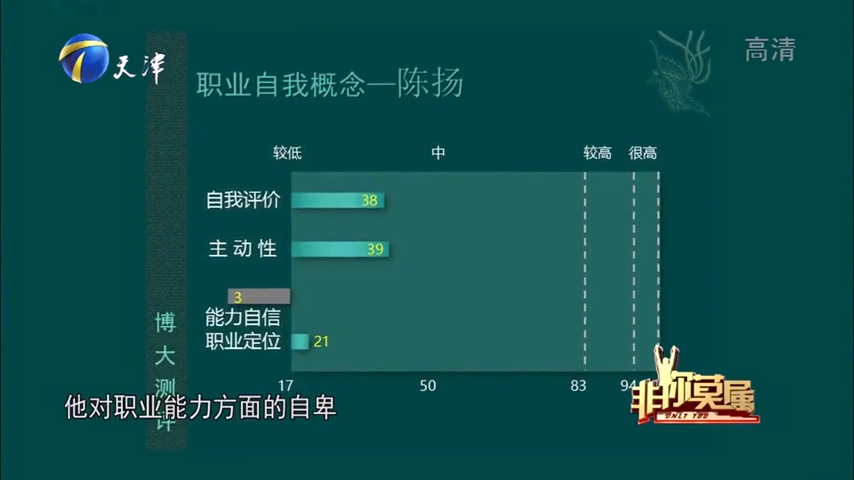 天津
高清
职业自我概念—陈扬
较低 中 较高 很高
自我评价 38
主动性 39
3
能力自信
职业定位 21
17 50 83 94
博大测评
非你莫属
ONLY YOU
他对职业能力方面的自卑